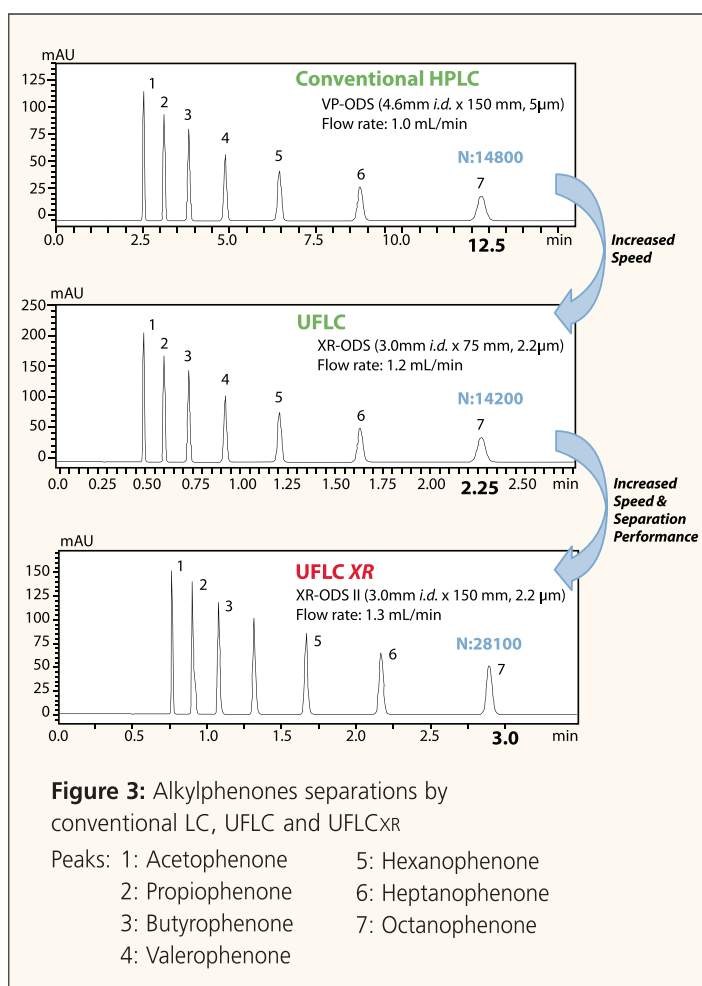 mAU
Conventional HPLC
VP-ODS (4.6mm i.d. x 150 mm, 5µm)
Flow rate: 1.0 mL/min
N:14800
125
100
75
50
25
0
1
2
3
4
5
6
7
0.0 2.5 5.0 7.5 10.0 12.5 min
Increased
Speed
mAU
UFLC
XR-ODS (3.0mm i.d. x 75 mm, 2.2µm)
Flow rate: 1.2 mL/min
N:14200
250
200
150
100
50
0
1
2
3
4
5
6
7
0.0 0.25 0.50 0.75 1.00 1.25 1.50 1.75 2.00 2.25 2.50 min
Increased
Speed &
Separation
Performance
mAU
UFLC XR
XR-ODS II (3.0mm i.d. x 150 mm, 2.2 µm)
Flow rate: 1.3 mL/min
N:28100
150
125
100
75
50
25
0
1
2
3
5
6
7
0.0 0.5 1.0 1.5 2.0 2.5 3.0 min
Figure 3: Alkylphenones separations by
conventional LC, UFLC and UFLCXR
Peaks: 1: Acetophenone
2: Propiophenone
3: Butyrophenone
4: Valerophenone
5: Hexanophenone
6: Heptanophenone
7: Octanophenone